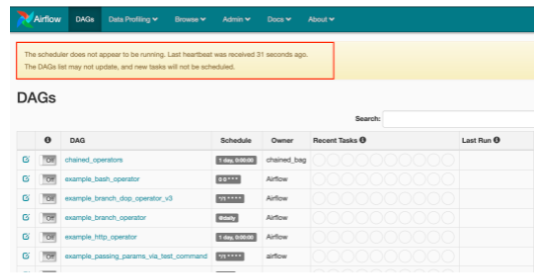 Airflow DAGs Data Profiling Browse Admin Docs About
The scheduler does not appear to be running. Last heartbeat was received 31 seconds ago.
The DAGs list may not update, and new tasks will not be scheduled.
DAGs
Search:
DAG Schedule Owner Recent Tasks Last Run
Off chained_operators 1 day, 0:00:00 chained_bag
Off example_bash_operator 0 0 * * * Airflow
Off example_branch_dop_operator_v3 */1 * * * * Airflow
Off example_branch_operator @daily Airflow
Off example_http_operator 1 day, 0:00:00 Airflow
Off example_passing_params_via_test_command */1 * * * * airflow